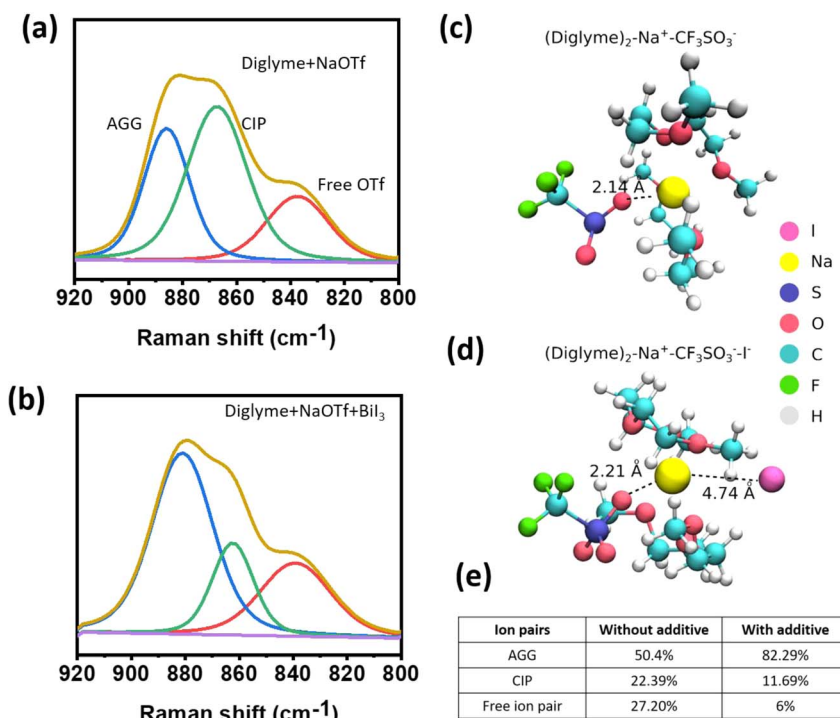 (a)
Diglyme+NaOTf
AGG
CIP
Free OTf
920 900 880 860 840 820 800
Raman shift (cm-1)
(b)
Diglyme+NaOTf+BiI3
920 900 880 860 840 820 800
Raman shift (cm-1)
(c)
(Diglyme)2-Na+-CF3SO3-
2.14 Å
I
Na
S
O
C
F
H
(d)
(Diglyme)2-Na+-CF3SO3--I-
2.21 Å
4.74 Å
(e)
Ion pairs Without additive With additive
AGG 50.4% 82.29%
CIP 22.39% 11.69%
Free ion pair 27.20% 6%